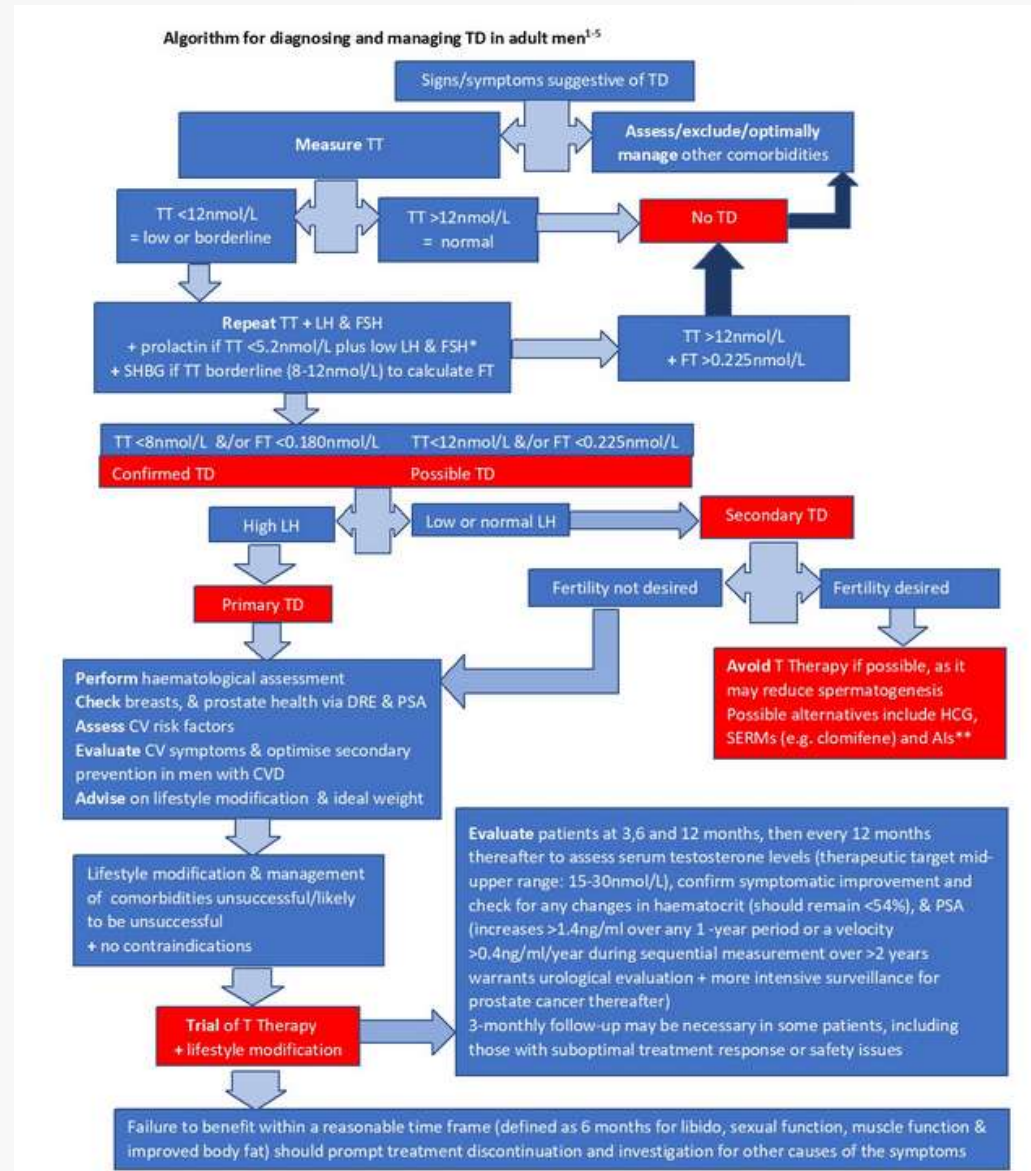 Algorithm for diagnosing and managing TD in adult men¹⁻⁵
Signs/symptoms suggestive of TD
Measure TT
Assess/exclude/optimally
manage other comorbidities
TT <12nmol/L
= low or borderline
TT >12nmol/L
= normal
No TD
Repeat TT + LH & FSH
+ prolactin if TT <5.2nmol/L plus low LH & FSH*
+ SHBG if TT borderline (8-12nmol/L) to calculate FT
TT >12nmol/L
+ FT >0.225nmol/L
TT <8nmol/L &/or FT <0.180nmol/L TT<12nmol/L &/or FT <0.225nmol/L
Confirmed TD Possible TD
High LH
Low or normal LH
Secondary TD
Primary TD
Fertility not desired
Fertility desired
Perform haematological assessment
Check breasts, & prostate health via DRE & PSA
Assess CV risk factors
Evaluate CV symptoms & optimise secondary
prevention in men with CVD
Advise on lifestyle modification & ideal weight
Avoid T Therapy if possible, as it
may reduce spermatogenesis
Possible alternatives include HCG,
SERMs (e.g. clomifene) and AIs**
Lifestyle modification & management
of comorbidities unsuccessful/likely
to be unsuccessful
+ no contraindications
Evaluate patients at 3,6 and 12 months, then every 12 months
thereafter to assess serum testosterone levels (therapeutic target mid-
upper range: 15-30nmol/L), confirm symptomatic improvement and
check for any changes in haematocrit (should remain <54%), & PSA
(increases >1.4ng/ml over any 1 -year period or a velocity
>0.4ng/ml/year during sequential measurement over >2 years
warrants urological evaluation + more intensive surveillance for
prostate cancer thereafter)
3-monthly follow-up may be necessary in some patients, including
those with suboptimal treatment response or safety issues
Trial of T Therapy
+ lifestyle modification
Failure to benefit within a reasonable time frame (defined as 6 months for libido, sexual function, muscle function &
improved body fat) should prompt treatment discontinuation and investigation for other causes of the symptoms